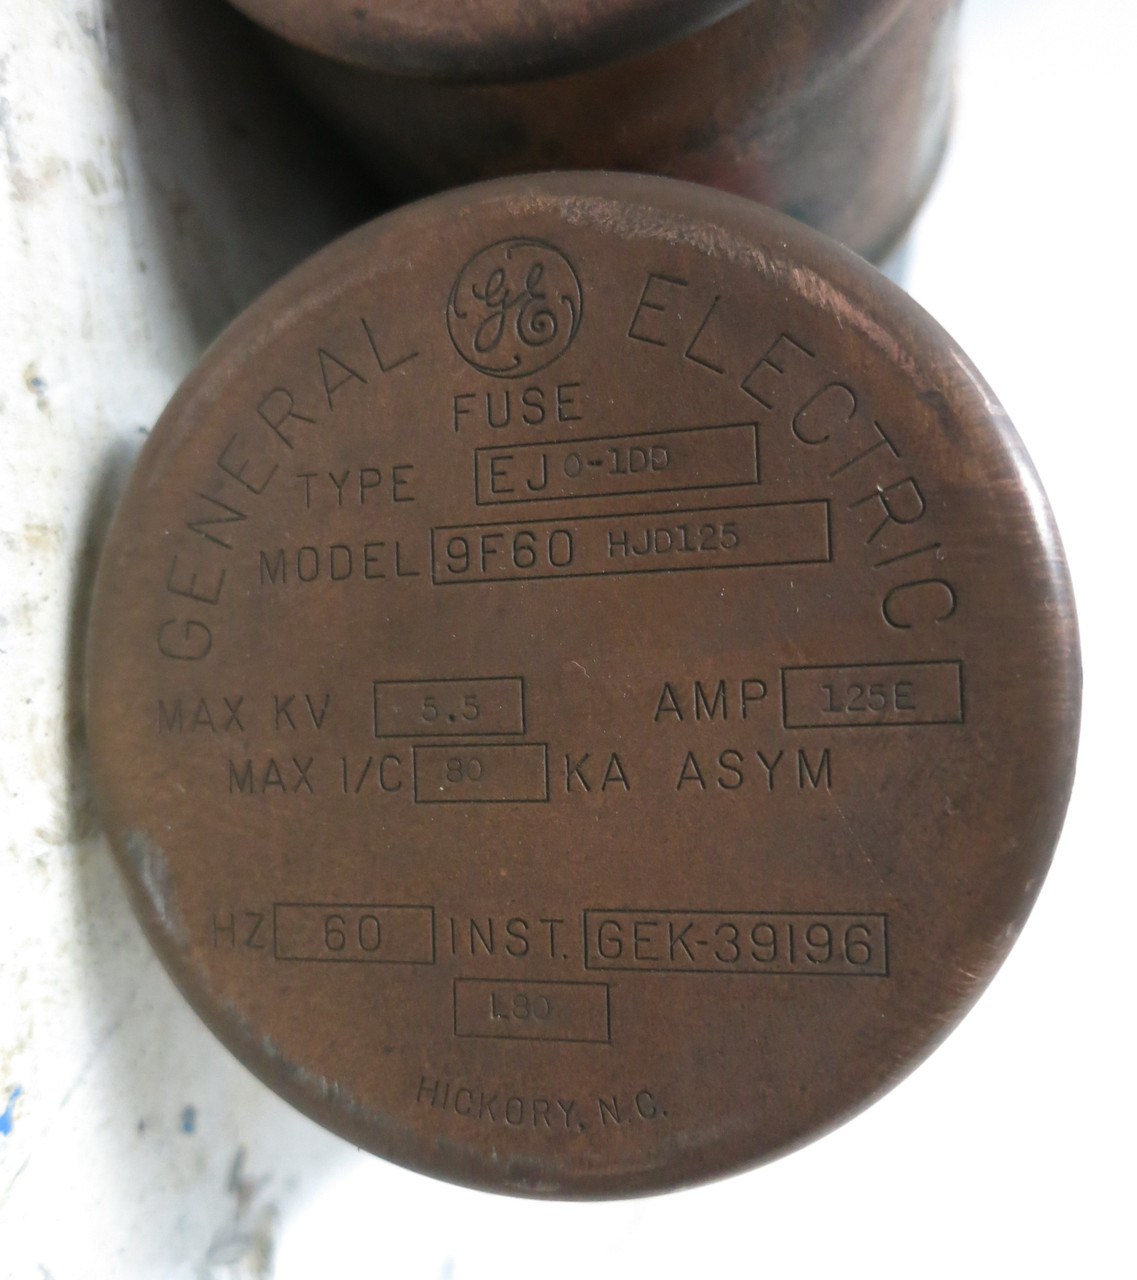 GENERAL GE ELECTRIC
FUSE
TYPE EJ0-1DD
MODEL 9F60 HJD125
MAX KV 5.5 AMP 125E
MAX I/C 80 KA ASYM
HZ 60 INST. GEK-39196
L80
HICKORY, N.C.